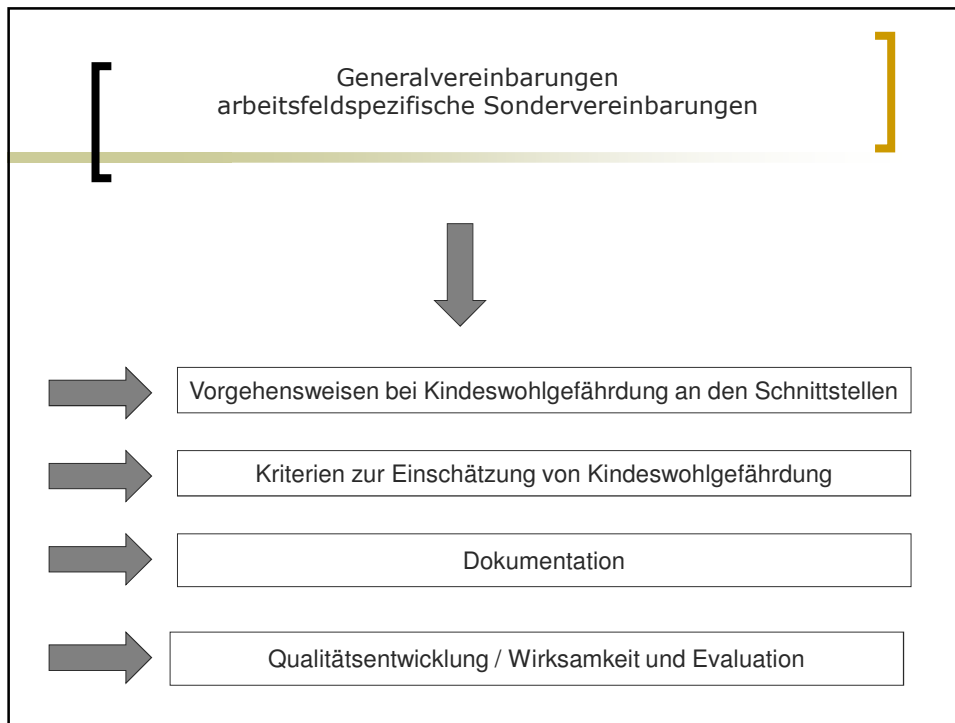 Generalvereinbarungen
arbeitsfeldspezifische Sondervereinbarungen
Vorgehensweisen bei Kindeswohlgefährdung an den Schnittstellen
Kriterien zur Einschätzung von Kindeswohlgefährdung
Dokumentation
Qualitätsentwicklung / Wirksamkeit und Evaluation